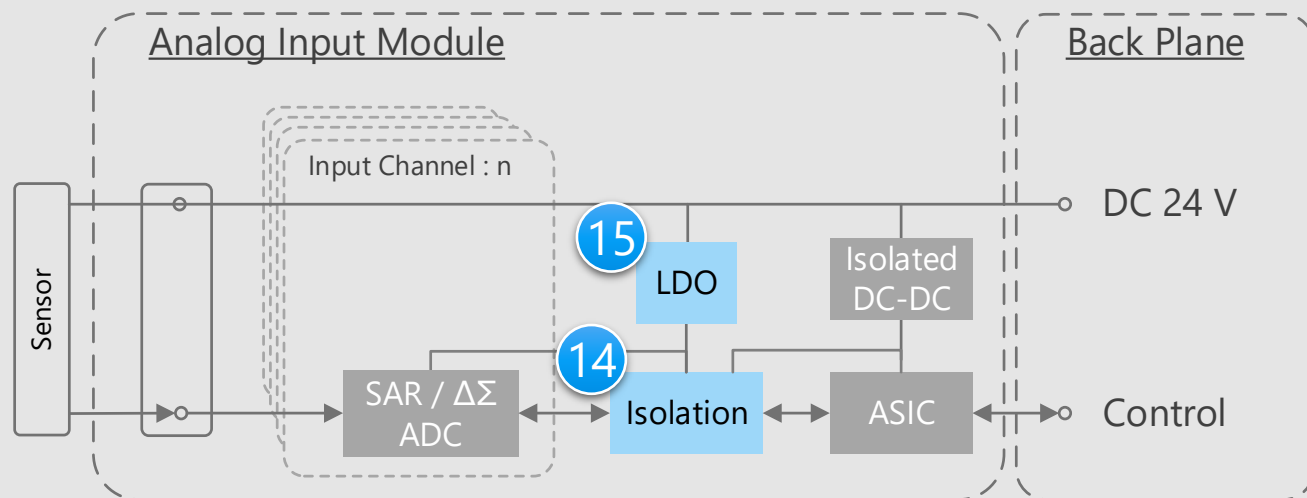 Analog Input Module
Back Plane
Input Channel : n
Sensor
15
LDO
Isolated
DC-DC
DC 24 V
14
SAR / ΔΣ
ADC
Isolation
ASIC
Control